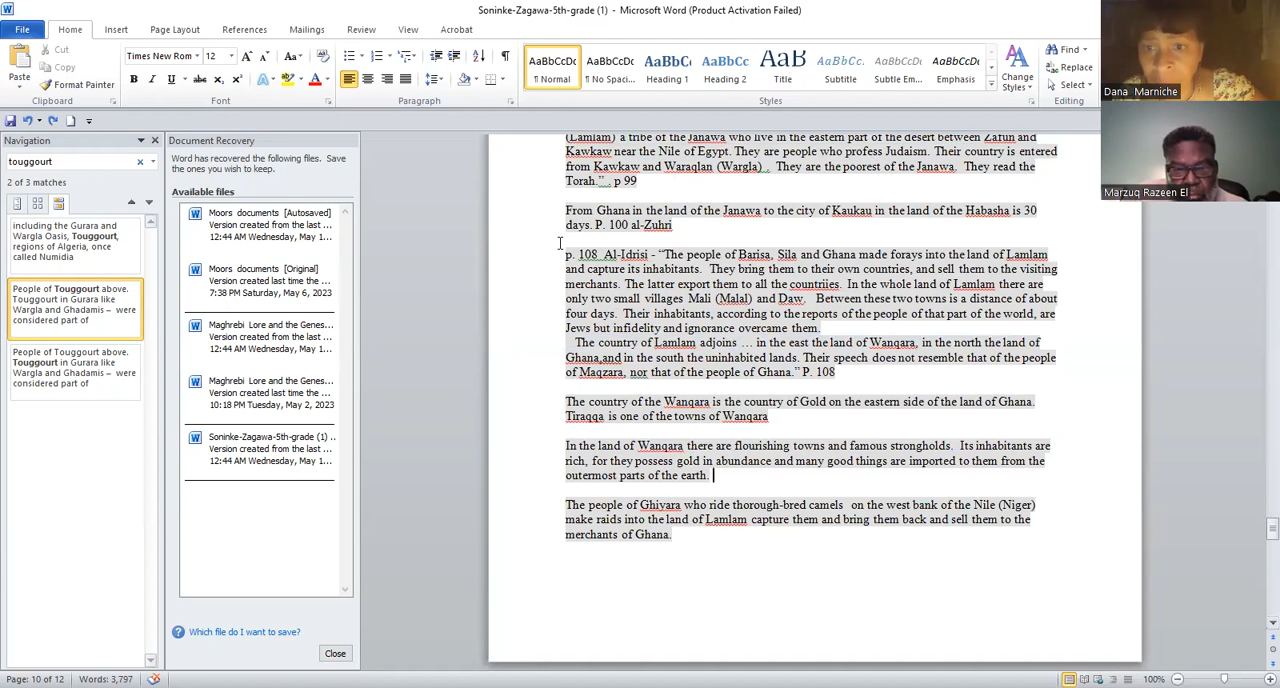 Soninke-Zagawa-5th-grade (1) - Microsoft Word (Product Activation Failed)
File Home Insert Page Layout References Mailings Review View Acrobat
Paste
Cut
Copy
Format Painter
Clipboard
Times New Rom 12
Font
Paragraph
AaBbCcDc AaBbCcDc AaBbC AaBbCc AaB AaBbCcL AaBbCcDc AaBbCcDc
¶ Normal ¶ No Spaci... Heading 1 Heading 2 Title Subtitle Subtle Em... Emphasis
Change
Styles
Styles
Find
Replace
Select
Editing
Dana Marniche
Marzuq Razeen El
Navigation
touggourt
2 of 3 matches
including the Gurara and
Wargla Oasis, Touggourt,
regions of Algeria, once
called Numidia
People of Touggourt above.
Touggourt in Gurara like
Wargla and Ghadamis – were
considered part of
People of Touggourt above.
Touggourt in Gurara like
Wargla and Ghadamis – were
considered part of
Document Recovery
Word has recovered the following files. Save
the ones you wish to keep.
Available files
Moors documents [Autosaved]
Version created from the last ...
12:44 AM Wednesday, May 1...
Moors documents [Original]
Version created last time the ...
7:38 PM Saturday, May 6, 2023
Maghrebi Lore and the Genes...
Version created from the last ...
12:44 AM Wednesday, May 1...
Maghrebi Lore and the Genes...
Version created last time the ...
10:18 PM Tuesday, May 2, 2023
Soninke-Zagawa-5th-grade (1) ...
Version created from the last ...
12:44 AM Wednesday, May 1...
Which file do I want to save?
Close
(Lamlam) a tribe of the Janawa who live in the eastern part of the desert between Zafun and
Kawkaw near the Nile of Egypt. They are people who profess Judaism. Their country is entered
from Kawkaw and Waraqlan (Wargla). . They are the poorest of the Janawa. They read the
Torah.” . p 99
From Ghana in the land of the Janawa to the city of Kaukau in the land of the Habasha is 30
days. P. 100 al-Zuhri
p. 108 Al-Idrisi - “The people of Barisa, Sila and Ghana made forays into the land of Lamlam
and capture its inhabitants. They bring them to their own countries, and sell them to the visiting
merchants. The latter export them to all the countriies. In the whole land of Lamlam there are
only two small villages Mali (Malal) and Daw. Between these two towns is a distance of about
four days. Their inhabitants, according to the reports of the people of that part of the world, are
Jews but infidelity and ignorance overcame them.
The country of Lamlam adjoins … in the east the land of Wanqara, in the north the land of
Ghana,and in the south the uninhabited lands. Their speech does not resemble that of the people
of Maqzara, nor that of the people of Ghana.” P. 108
The country of the Wanqara is the country of Gold on the eastern side of the land of Ghana.
Tiraqqa is one of the towns of Wanqara
In the land of Wanqara there are flourishing towns and famous strongholds. Its inhabitants are
rich, for they possess gold in abundance and many good things are imported to them from the
outermost parts of the earth.
The people of Ghiyara who ride thorough-bred camels on the west bank of the Nile (Niger)
make raids into the land of Lamlam capture them and bring them back and sell them to the
merchants of Ghana.
Page: 10 of 12 Words: 3,797 100%